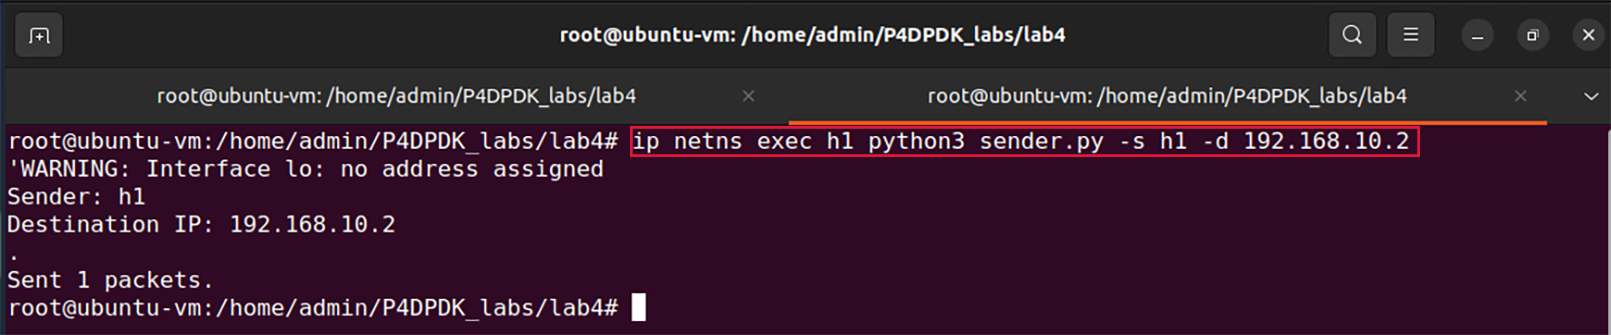 root@ubuntu-vm: /home/admin/P4DPDK_labs/lab4
root@ubuntu-vm: /home/admin/P4DPDK_labs/lab4 root@ubuntu-vm: /home/admin/P4DPDK_labs/lab4
root@ubuntu-vm:/home/admin/P4DPDK_labs/lab4# ip netns exec h1 python3 sender.py -s h1 -d 192.168.10.2
'WARNING: Interface lo: no address assigned
Sender: h1
Destination IP: 192.168.10.2
.
Sent 1 packets.
root@ubuntu-vm:/home/admin/P4DPDK_labs/lab4#